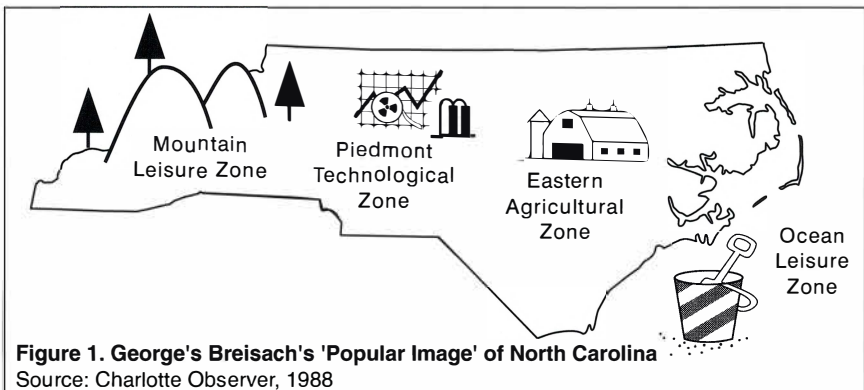 Mountain
Leisure Zone
Piedmont
Technological
Zone
Eastern
Agricultural
Zone
Ocean
Leisure
Zone
Figure 1. George's Breisach's 'Popular Image' of North Carolina
Source: Charlotte Observer, 1988